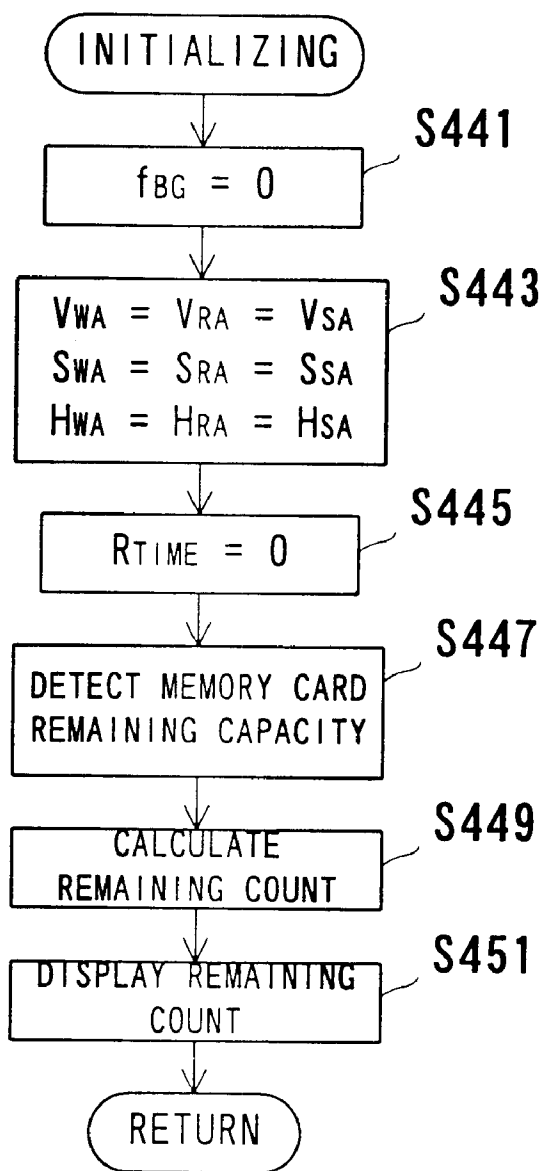 INITIALIZING
S441
fBG = 0
S443
VWA = VRA = VSA
SWA = SRA = SSA
HWA = HRA = HSA
S445
RTIME = 0
S447
DETECT MEMORY CARD
REMAINING CAPACITY
S449
CALCULATE
REMAINING COUNT
S451
DISPLAY REMAINING
COUNT
RETURN